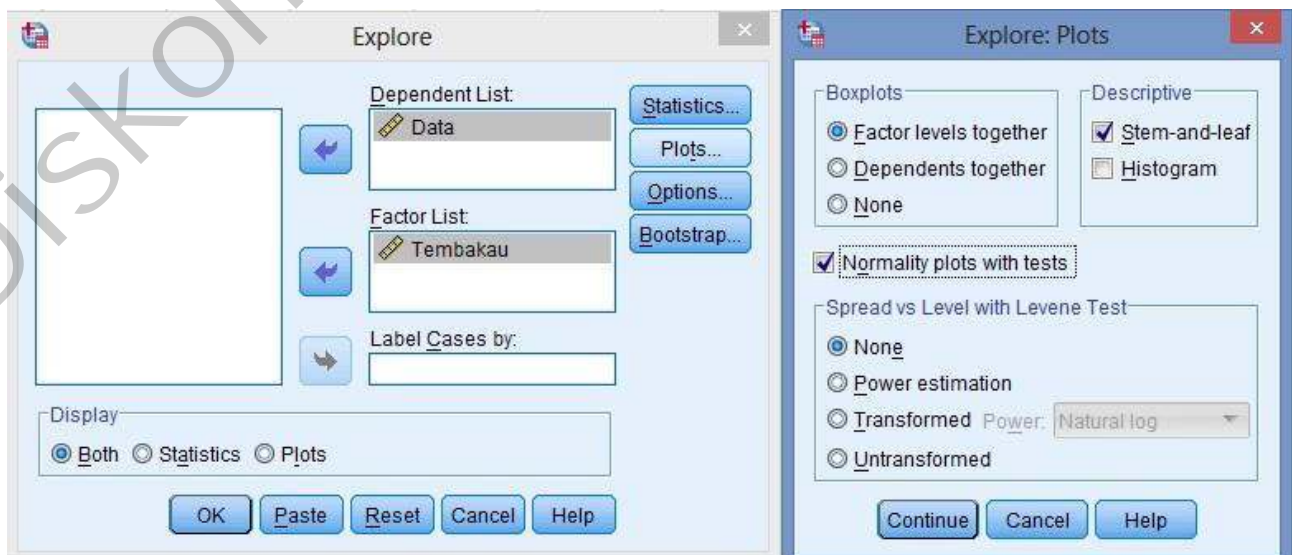 Explore
Dependent List:
Data
Factor List:
Tembakau
Label Cases by:
Statistics...
Plots...
Options...
Bootstrap...
Display
Both Statistics Plots
OK Paste Reset Cancel Help
Explore: Plots
Boxplots
Factor levels together
Dependents together
None
Descriptive
Stem-and-leaf
Histogram
Normality plots with tests
Spread vs Level with Levene Test
None
Power estimation
Transformed Power: Natural log
Untransformed
Continue Cancel Help